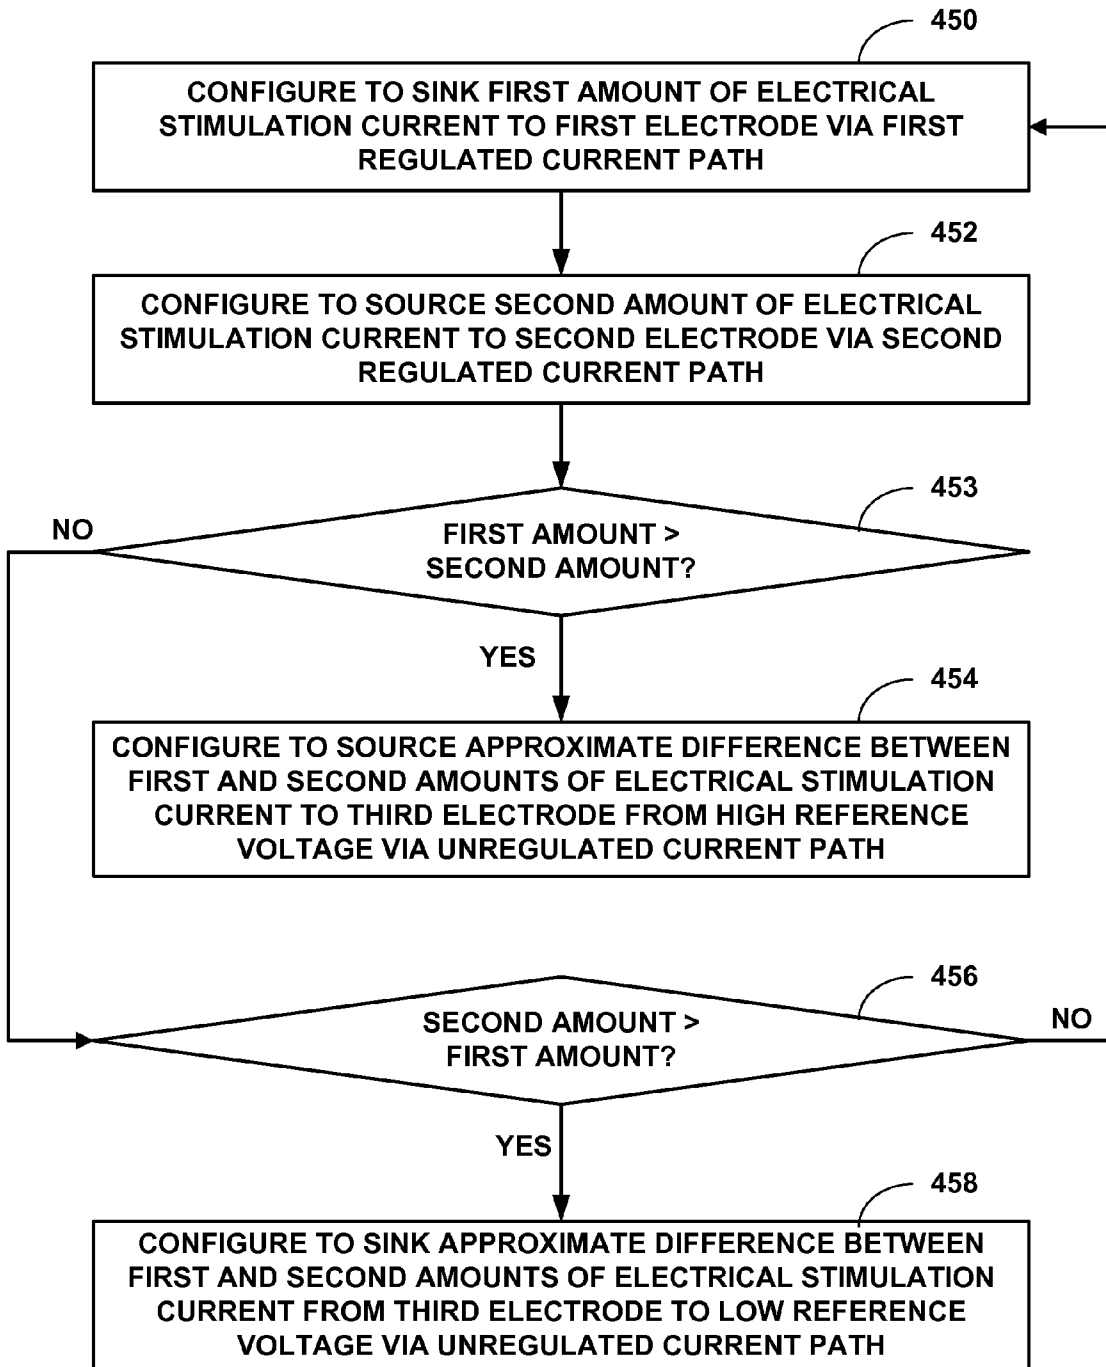 450
CONFIGURE TO SINK FIRST AMOUNT OF ELECTRICAL
STIMULATION CURRENT TO FIRST ELECTRODE VIA FIRST
REGULATED CURRENT PATH
452
CONFIGURE TO SOURCE SECOND AMOUNT OF ELECTRICAL
STIMULATION CURRENT TO SECOND ELECTRODE VIA SECOND
REGULATED CURRENT PATH
453
NO
FIRST AMOUNT >
SECOND AMOUNT?
YES
454
CONFIGURE TO SOURCE APPROXIMATE DIFFERENCE BETWEEN
FIRST AND SECOND AMOUNTS OF ELECTRICAL STIMULATION
CURRENT TO THIRD ELECTRODE FROM HIGH REFERENCE
VOLTAGE VIA UNREGULATED CURRENT PATH
456
SECOND AMOUNT >
FIRST AMOUNT?
NO
YES
458
CONFIGURE TO SINK APPROXIMATE DIFFERENCE BETWEEN
FIRST AND SECOND AMOUNTS OF ELECTRICAL STIMULATION
CURRENT FROM THIRD ELECTRODE TO LOW REFERENCE
VOLTAGE VIA UNREGULATED CURRENT PATH